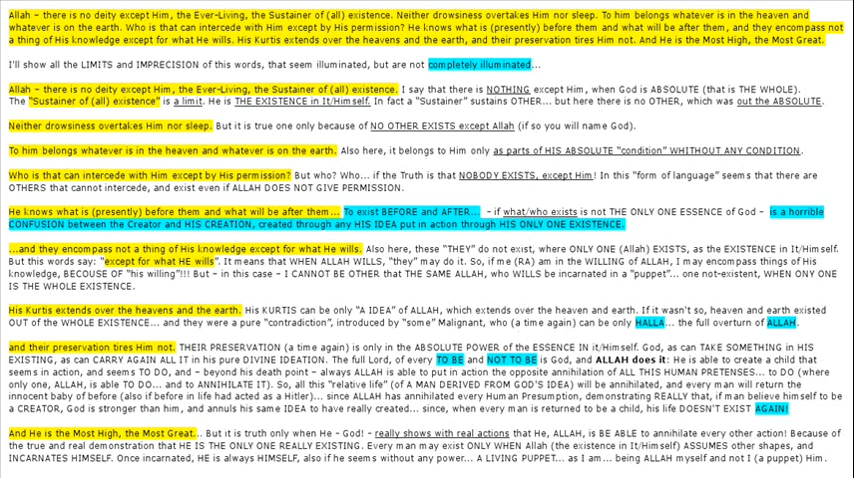 Allah – there is no deity except Him, the Ever-Living, the Sustainer of (all) existence. Neither drowsiness overtakes Him nor sleep. To him belongs whatever is in the heaven and
whatever is on the earth. Who is that can intercede with Him except by His permission? He knows what is (presently) before them and what will be after them, and they encompass not
a thing of His knowledge except for what He wills. His Kurtis extends over the heavens and the earth, and their preservation tires Him not. And He is the Most High, the Most Great.
I'll show all the LIMITS and IMPRECISION of this words, that seem illuminated, but are not completely illuminated...
Allah – there is no deity except Him, the Ever-Living, the Sustainer of (all) existence. I say that there is NOTHING except Him, when God is ABSOLUTE (that is THE WHOLE).
The "Sustainer of (all) existence" is a limit. He is THE EXISTENCE in It/Himself. In fact a "Sustainer" sustains OTHER... but here there is no OTHER, which was out the ABSOLUTE.
Neither drowsiness overtakes Him nor sleep. But it is true one only because of NO OTHER EXISTS except Allah (if so you will name God).
To him belongs whatever is in the heaven and whatever is on the earth. Also here, it belongs to Him only as parts of HIS ABSOLUTE "condition" WHITHOUT ANY CONDITION.
Who is that can intercede with Him except by His permission? But who? Who... if the Truth is that NOBODY EXISTS, except Him! In this "form of language" seems that there are
OTHERS that cannot intercede, and exist even if ALLAH DOES NOT GIVE PERMISSION.
He knows what is (presently) before them and what will be after them... To exist BEFORE and AFTER... - if what/who exists is not THE ONLY ONE ESSENCE of God – is a horrible
CONFUSION between the Creator and HIS CREATION, created through any HIS IDEA put in action through HIS ONLY ONE EXISTENCE.
...and they encompass not a thing of His knowledge except for what He wills. Also here, these "THEY" do not exist, where ONLY ONE (Allah) EXISTS, as the EXISTENCE in It/Himself.
But this words say: "except for what HE wills". It means that WHEN ALLAH WILLS, "they" may do it. So, if me (RA) am in the WILLING of ALLAH, I may encompass things of His
knowledge, BECOUSE OF "his willing"!!! But – in this case – I CANNOT BE OTHER that THE SAME ALLAH, who WILLS be incarnated in a "puppet"... one not-existent, WHEN ONY ONE
IS THE WHOLE EXISTENCE.
His Kurtis extends over the heavens and the earth. His KURTIS can be only "A IDEA" of ALLAH, which extends over the heaven and earth. If it wasn't so, heaven and earth existed
OUT of the WHOLE EXISTENCE... and they were a pure "contradiction", introduced by "some" Malignant, who (a time again) can be only HALLA... the full overturn of ALLAH.
and their preservation tires Him not. THEIR PRESERVATION (a time again) is only in the ABSOLUTE POWER of the ESSENCE IN it/Himself. God, as can TAKE SOMETHING in HIS
EXISTING, as can CARRY AGAIN ALL IT in his pure DIVINE IDEATION. The full Lord, of every TO BE and NOT TO BE is God, and ALLAH does it: He is able to create a child that
seems in action, and seems TO DO, and – beyond his death point – always ALLAH is able to put in action the opposite annihilation of ALL THIS HUMAN PRETENSES... to DO (where
only one, ALLAH, is able TO DO... and to ANNIHILATE IT). So, all this "relative life" (of A MAN DERIVED FROM GOD'S IDEA) will be annihilated, and every man will return the
innocent baby of before (also if before in life had acted as a Hitler)... since ALLAH has annihilated every Human Presumption, demonstrating REALLY that, if man believe himself to be
a CREATOR, God is stronger than him, and annuls his same IDEA to have really created... since, when every man is returned to be a child, his life DOESN'T EXIST AGAIN!
And He is the Most High, the Most Great... But it is truth only when He - God! - really shows with real actions that He, ALLAH, is BE ABLE to annihilate every other action! Because of
the true and real demonstration that HE IS THE ONLY ONE REALLY EXISTING. Every man may exist ONLY WHEN Allah (the existence in It/Himself) ASSUMES other shapes, and
INCARNATES HIMSELF. Once incarnated, HE is always HIMSELF, also if he seems without any power... A LIVING PUPPET... as I am... being ALLAH myself and not I (a puppet) Him.